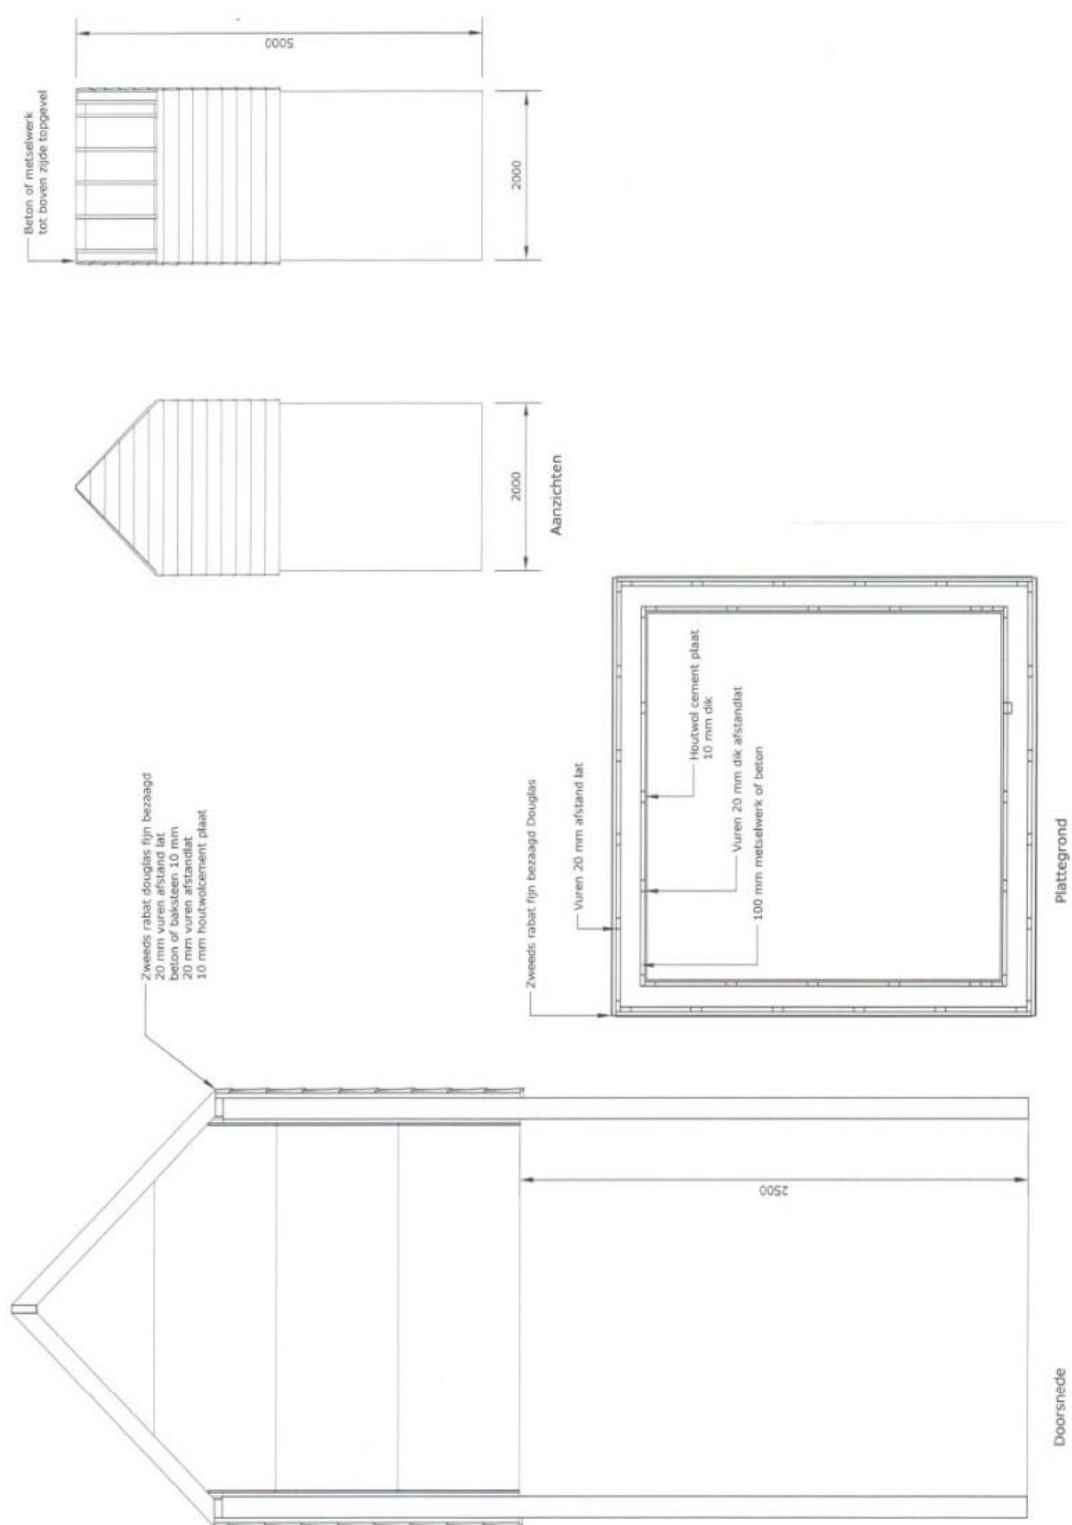 Beton of metselwerk
tot boven zijde topgevel
5000
2000
2000
Aanzichten
Zweeds rabat douglas fijn bezaagd
20 mm vuren afstand lat
beton of baksteen 10 mm
20 mm vuren afstandlat
10 mm houtwolcement plaat
2500
Doorsnede
Zweeds rabat fijn bezaagd Douglas
Vuren 20 mm afstand lat
Houtwol cement plaat
10 mm dik
Vuren 20 mm dik afstandlat
100 mm metselwerk of beton
Plattegrond